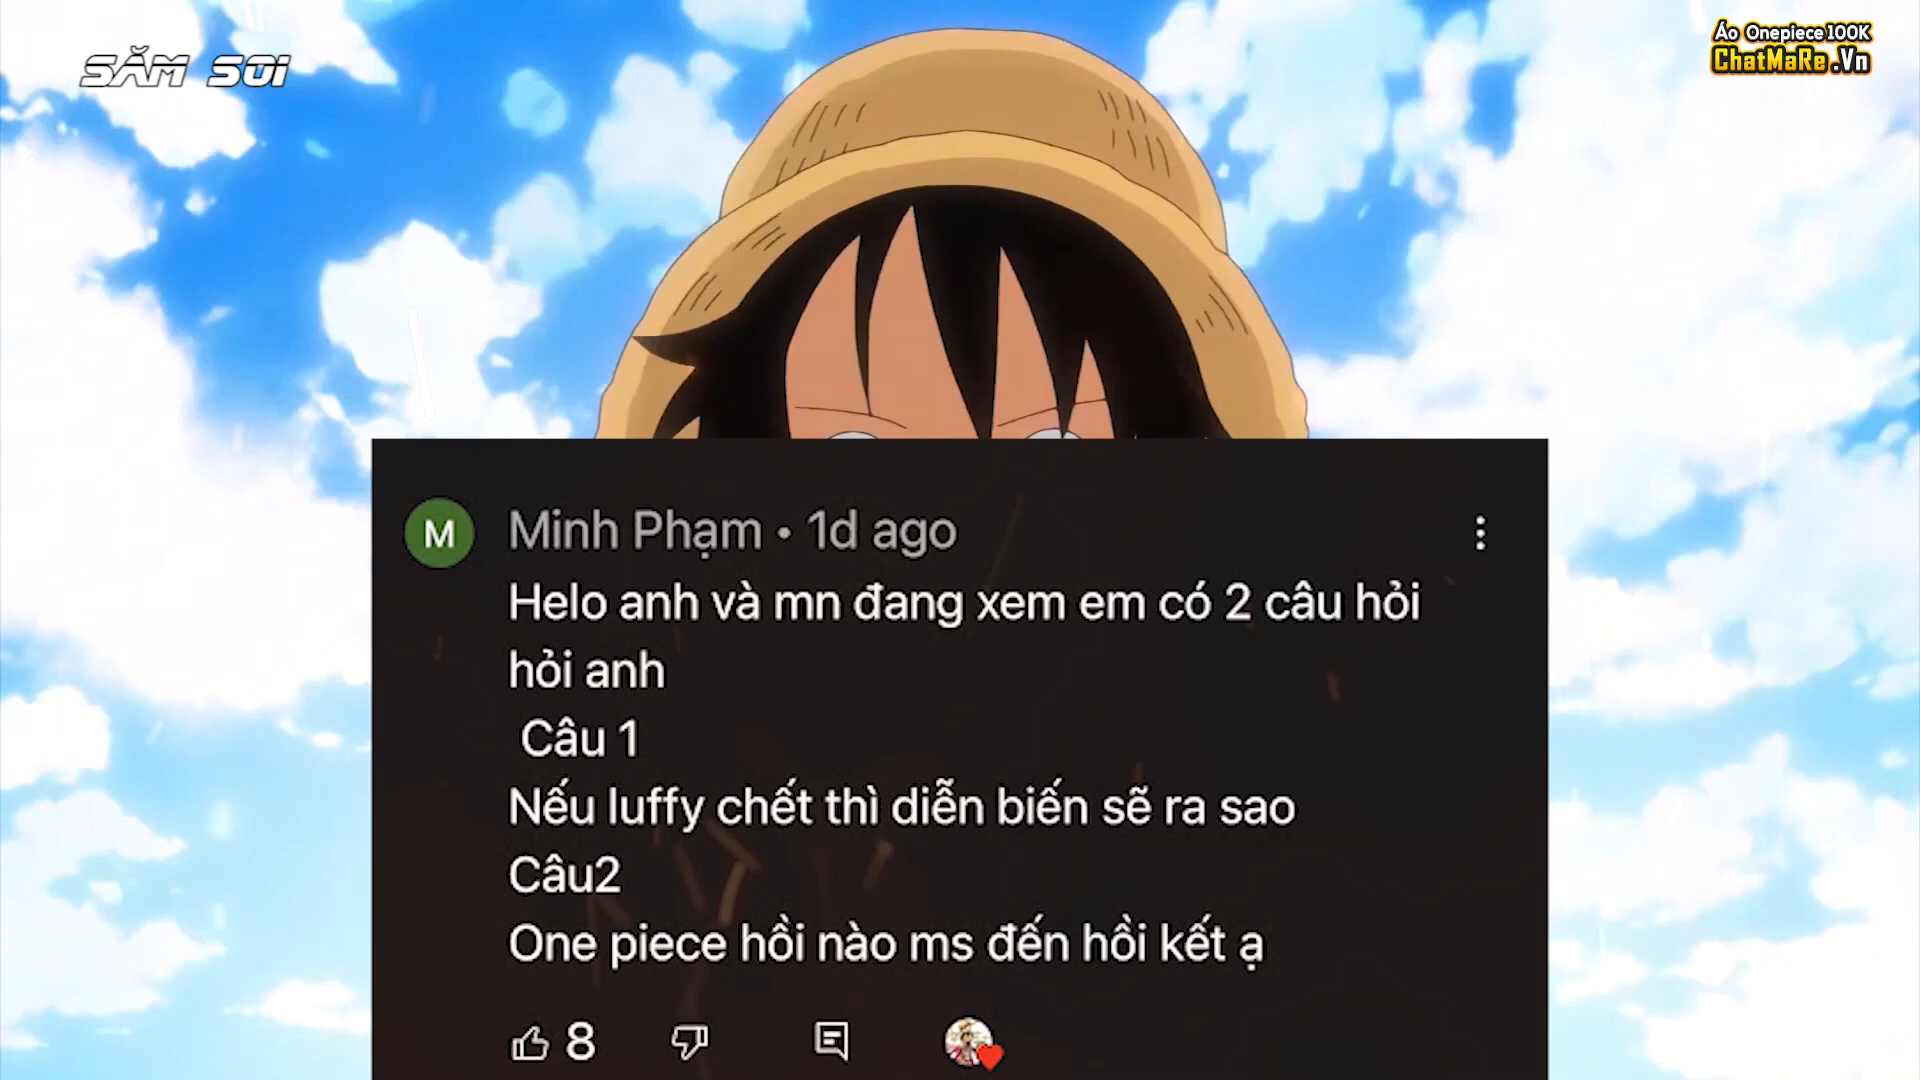 SĂM SOI
Áo Onepiece 100K
ChatMaRe.Vn
M
Minh Phạm • 1d ago
Helo anh và mn đang xem em có 2 câu hỏi
hỏi anh
Câu 1
Nếu luffy chết thì diễn biến sẽ ra sao
Câu2
One piece hồi nào ms đến hồi kết ạ
8